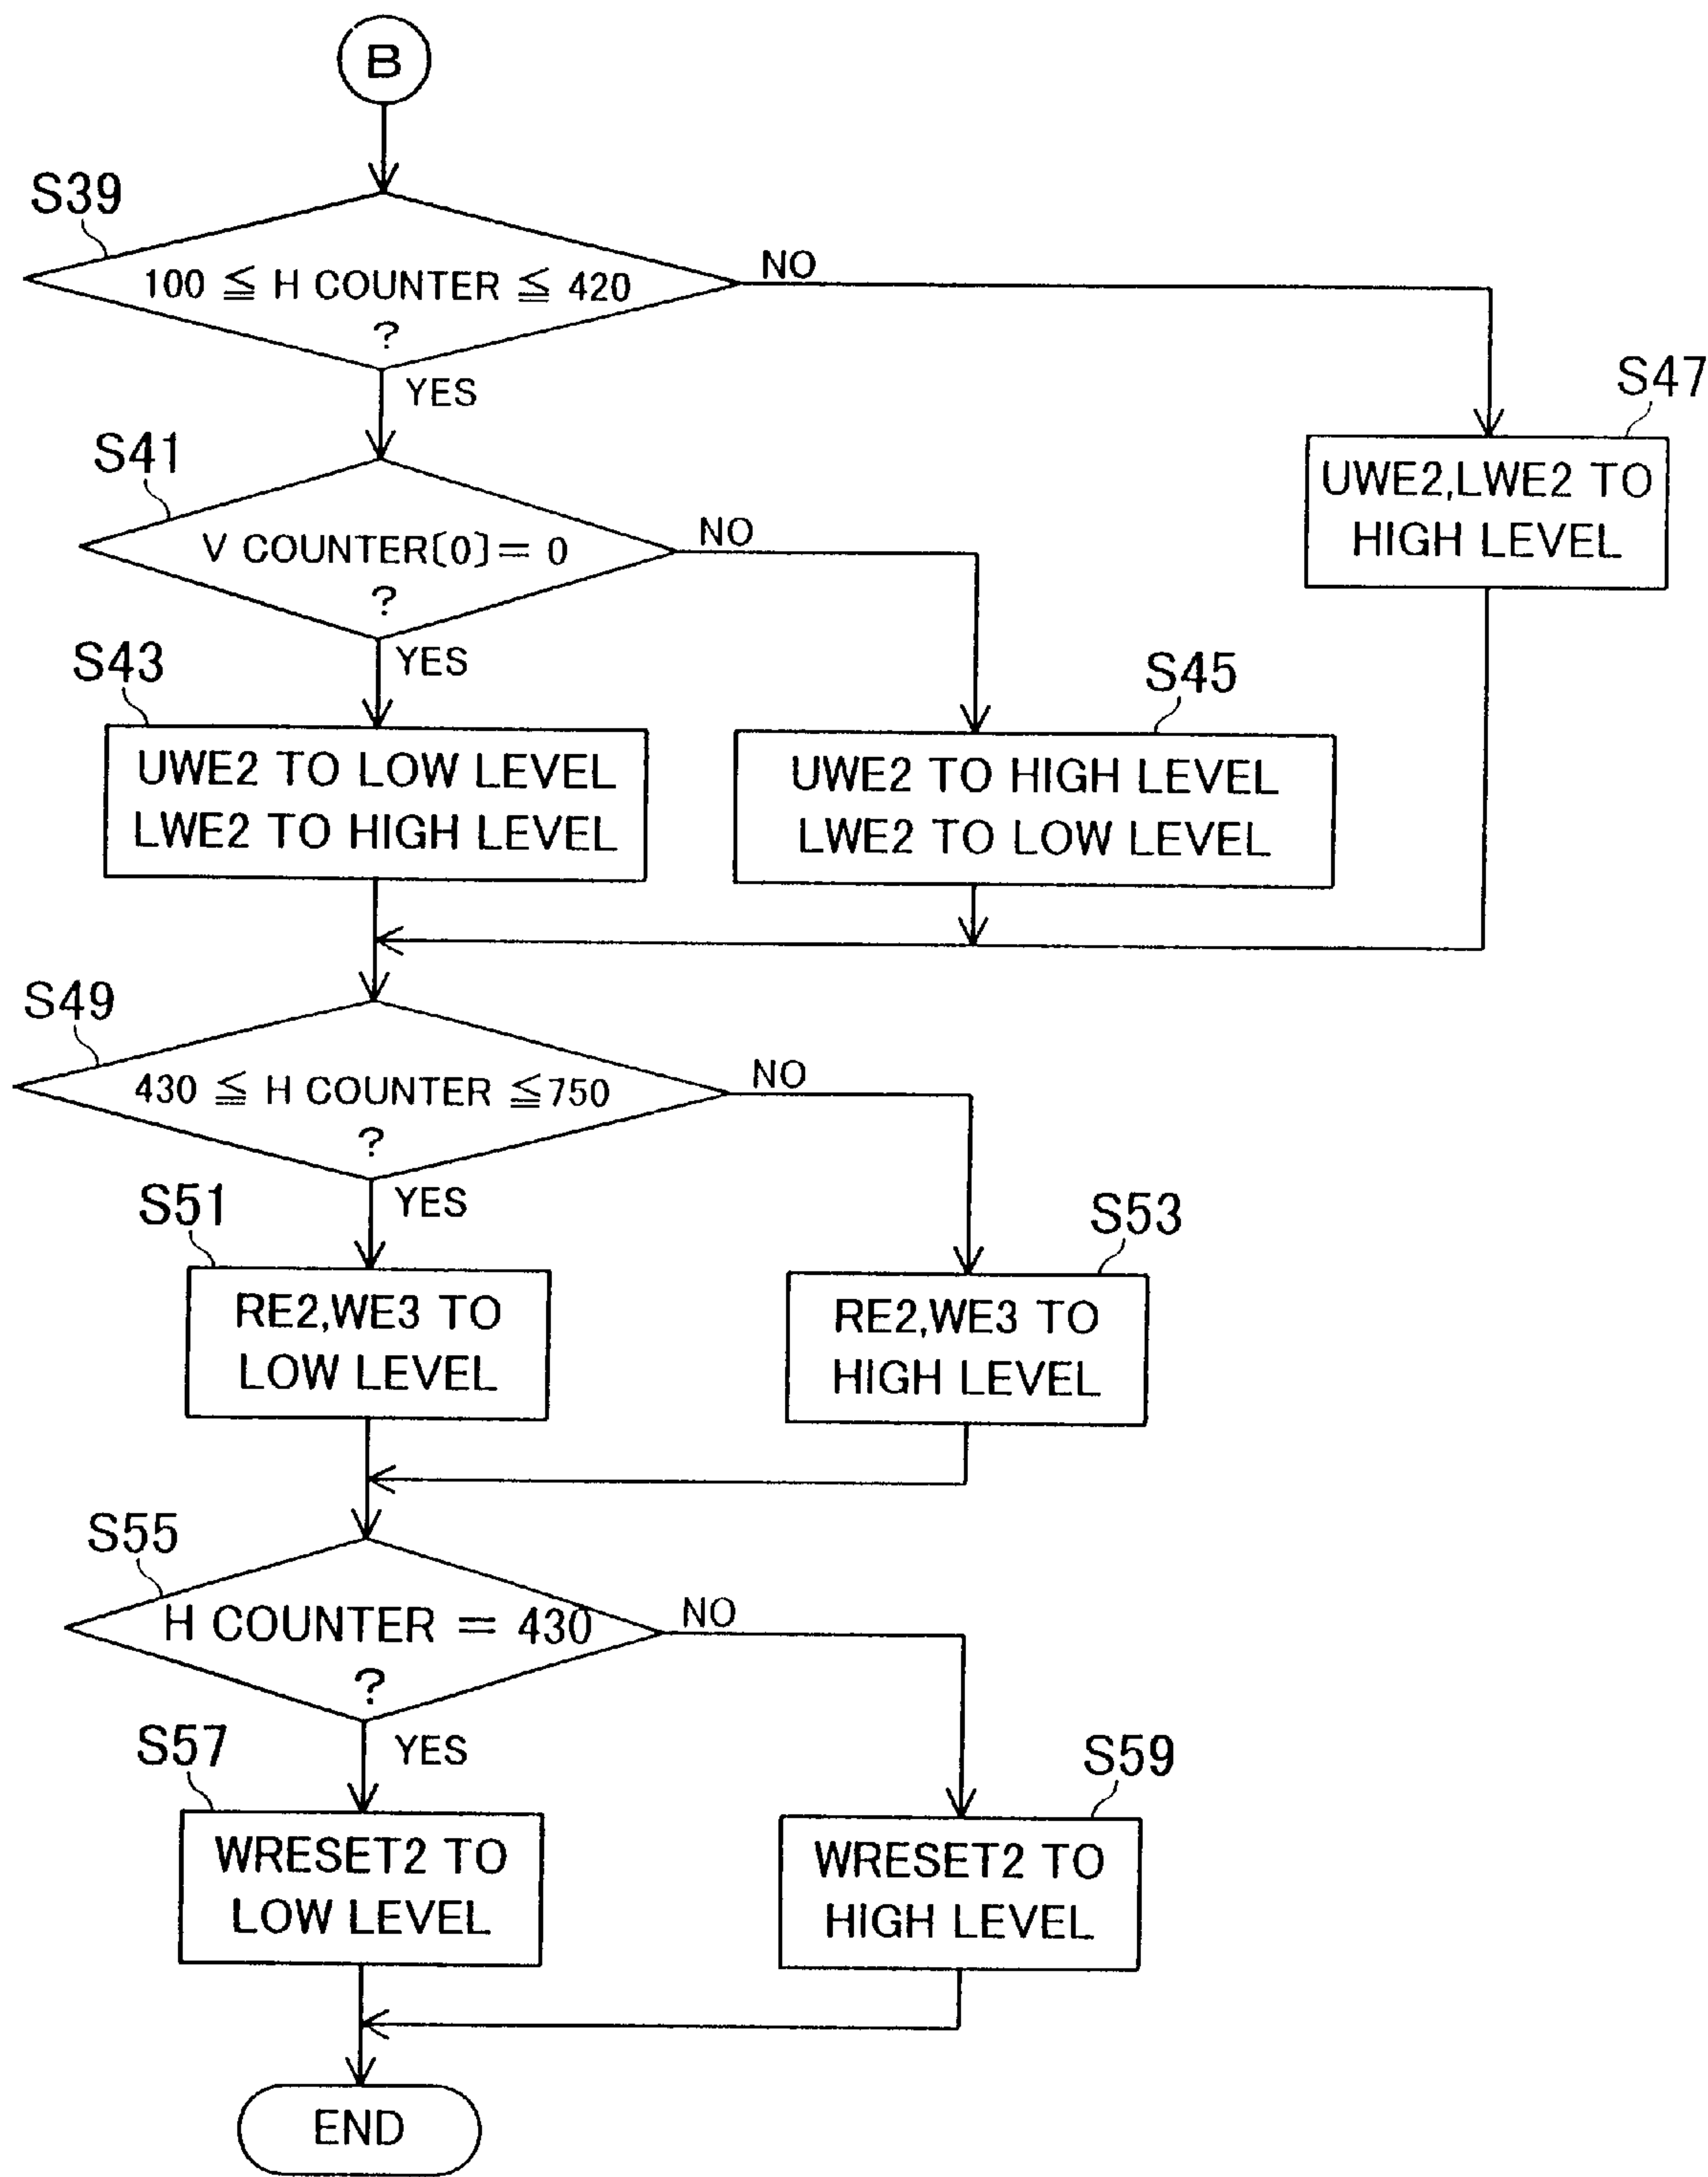 B
S39
100 ≦ H COUNTER ≦ 420
?
NO
YES
S47
UWE2,LWE2 TO
HIGH LEVEL
S41
V COUNTER[0] = 0
?
NO
YES
S43
UWE2 TO LOW LEVEL
LWE2 TO HIGH LEVEL
S45
UWE2 TO HIGH LEVEL
LWE2 TO LOW LEVEL
S49
430 ≦ H COUNTER ≦750
?
NO
YES
S51
RE2,WE3 TO
LOW LEVEL
S53
RE2,WE3 TO
HIGH LEVEL
S55
H COUNTER = 430
?
NO
YES
S57
WRESET2 TO
LOW LEVEL
S59
WRESET2 TO
HIGH LEVEL
END